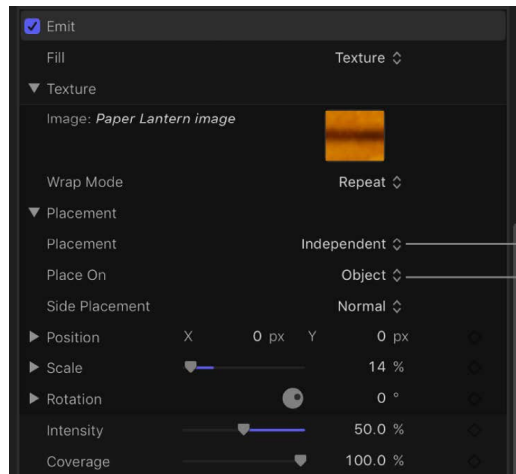 Emit
Fill Texture
Texture
Image: Paper Lantern image
Wrap Mode Repeat
Placement
Placement Independent
Place On Object
Side Placement Normal
Position X 0 px Y 0 px
Scale 14 %
Rotation 0 °
Intensity 50.0 %
Coverage 100.0 %